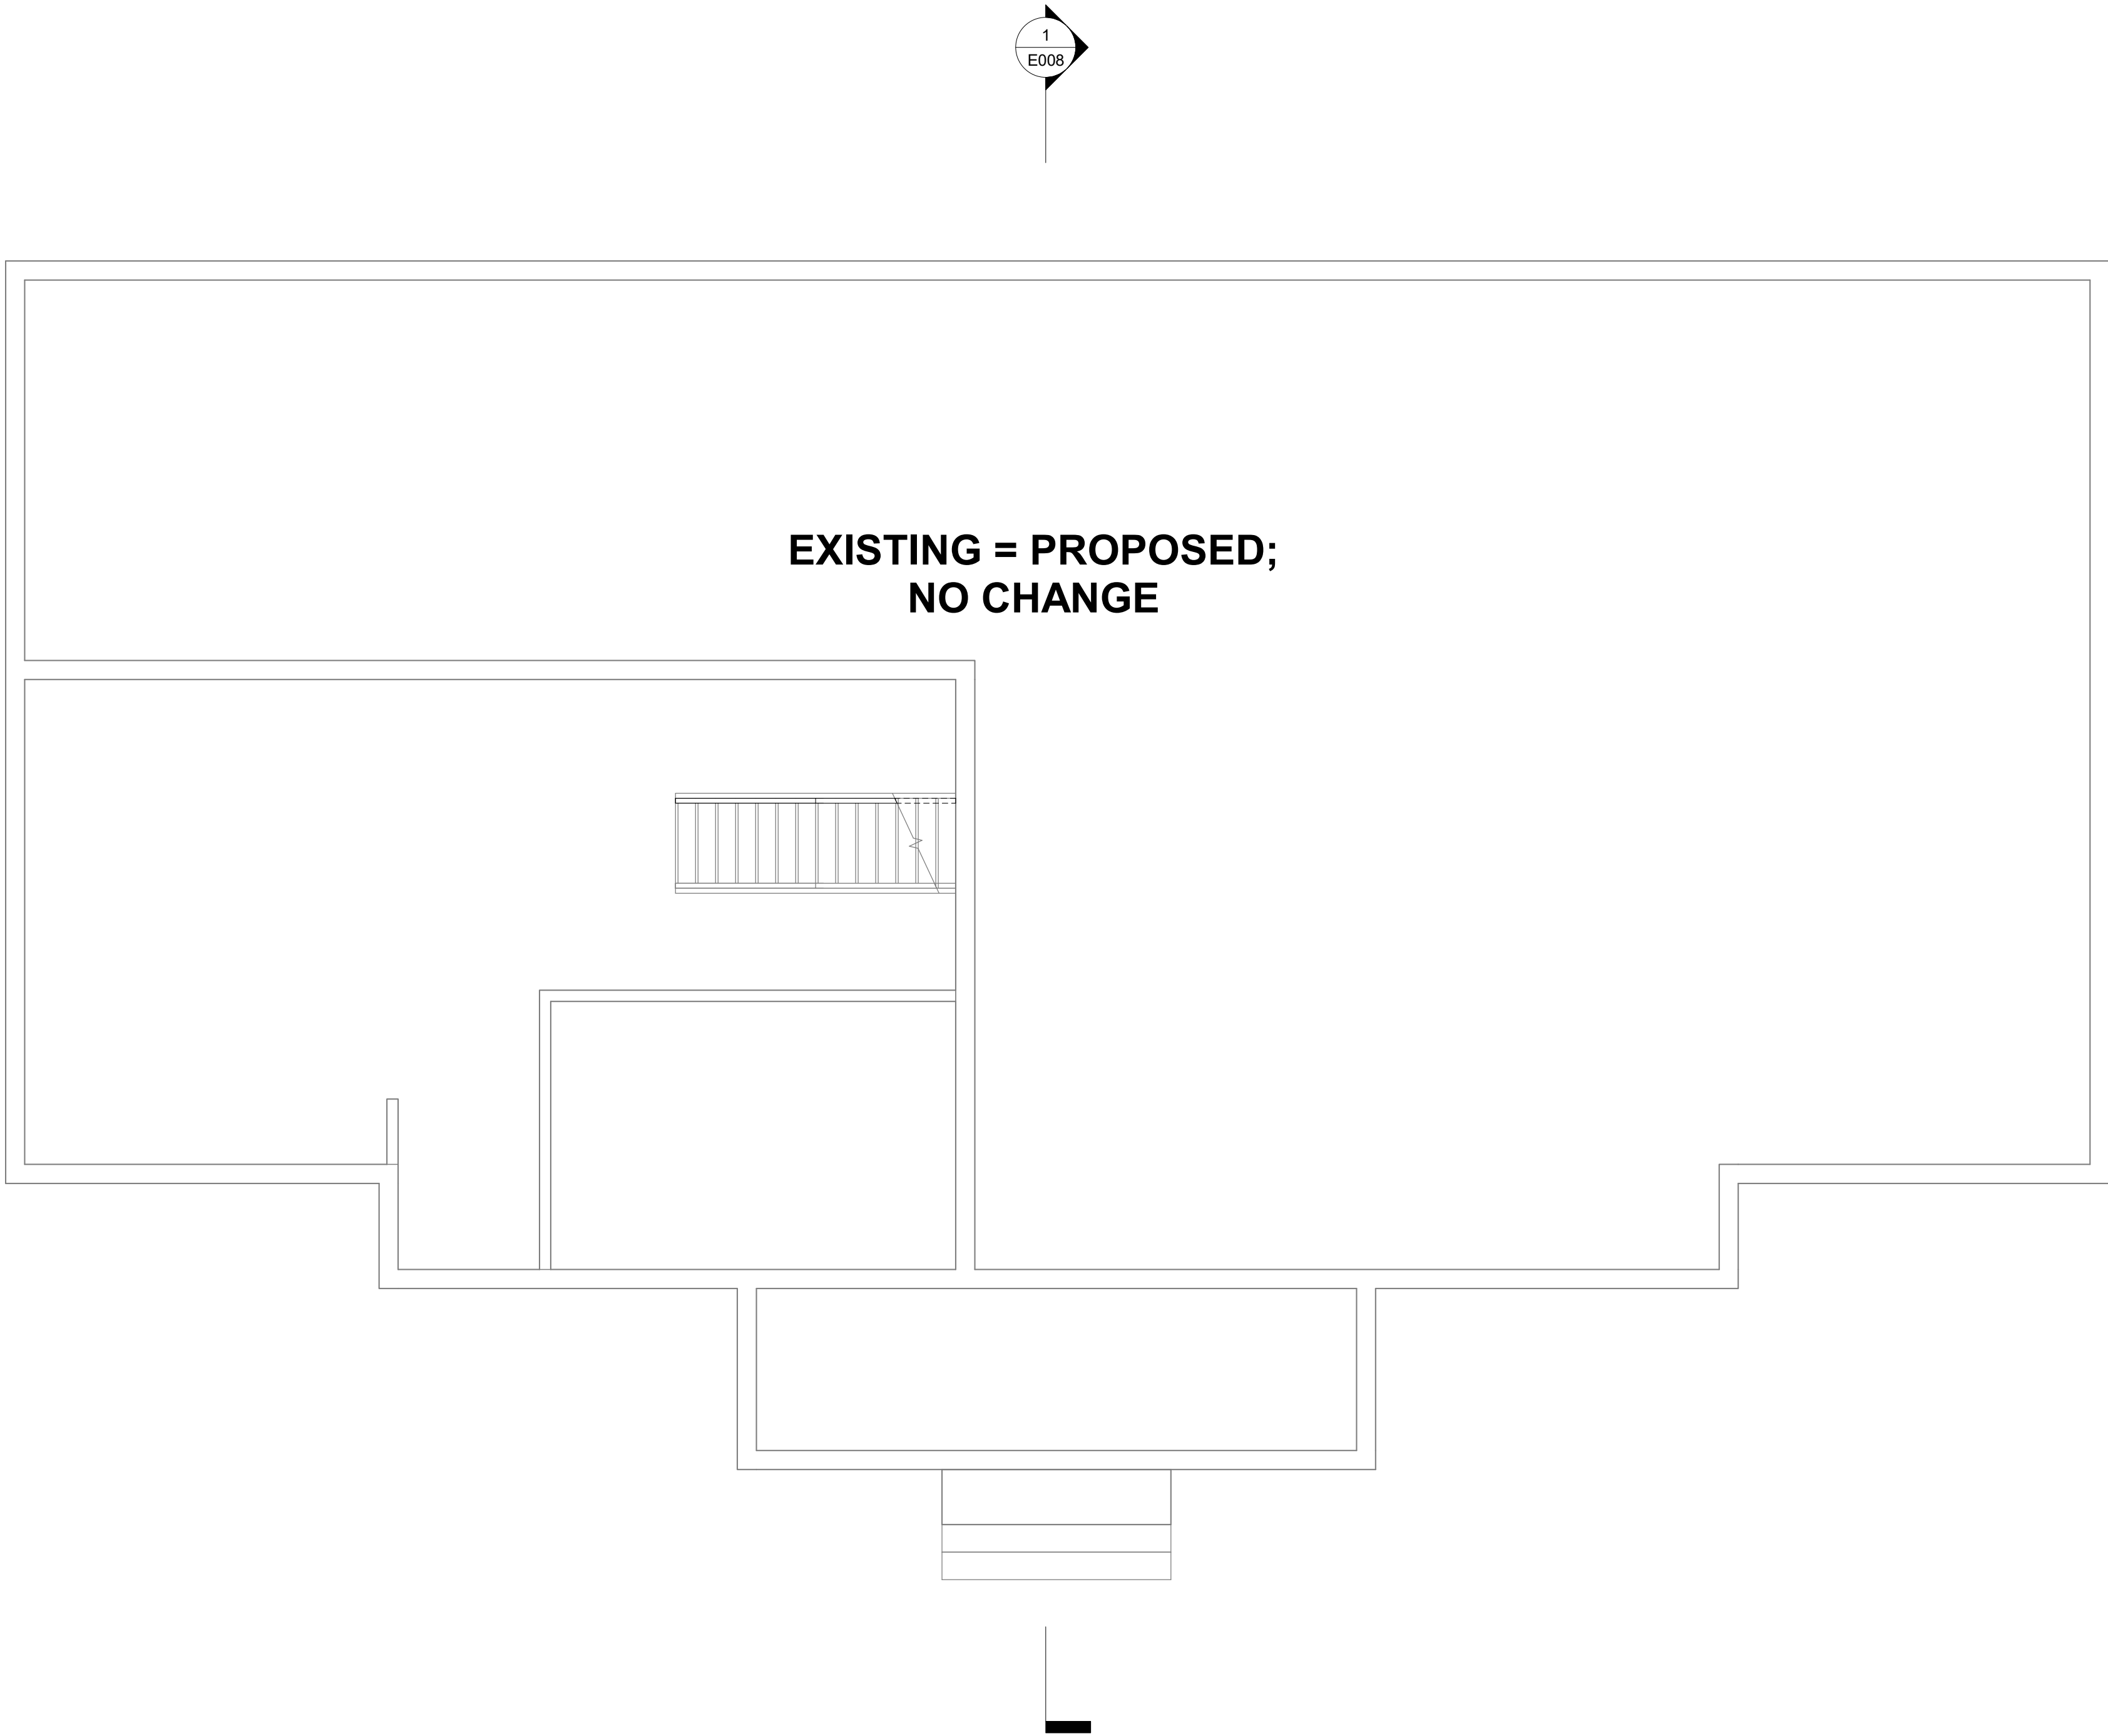 1
E008
EXISTING = PROPOSED;
NO CHANGE